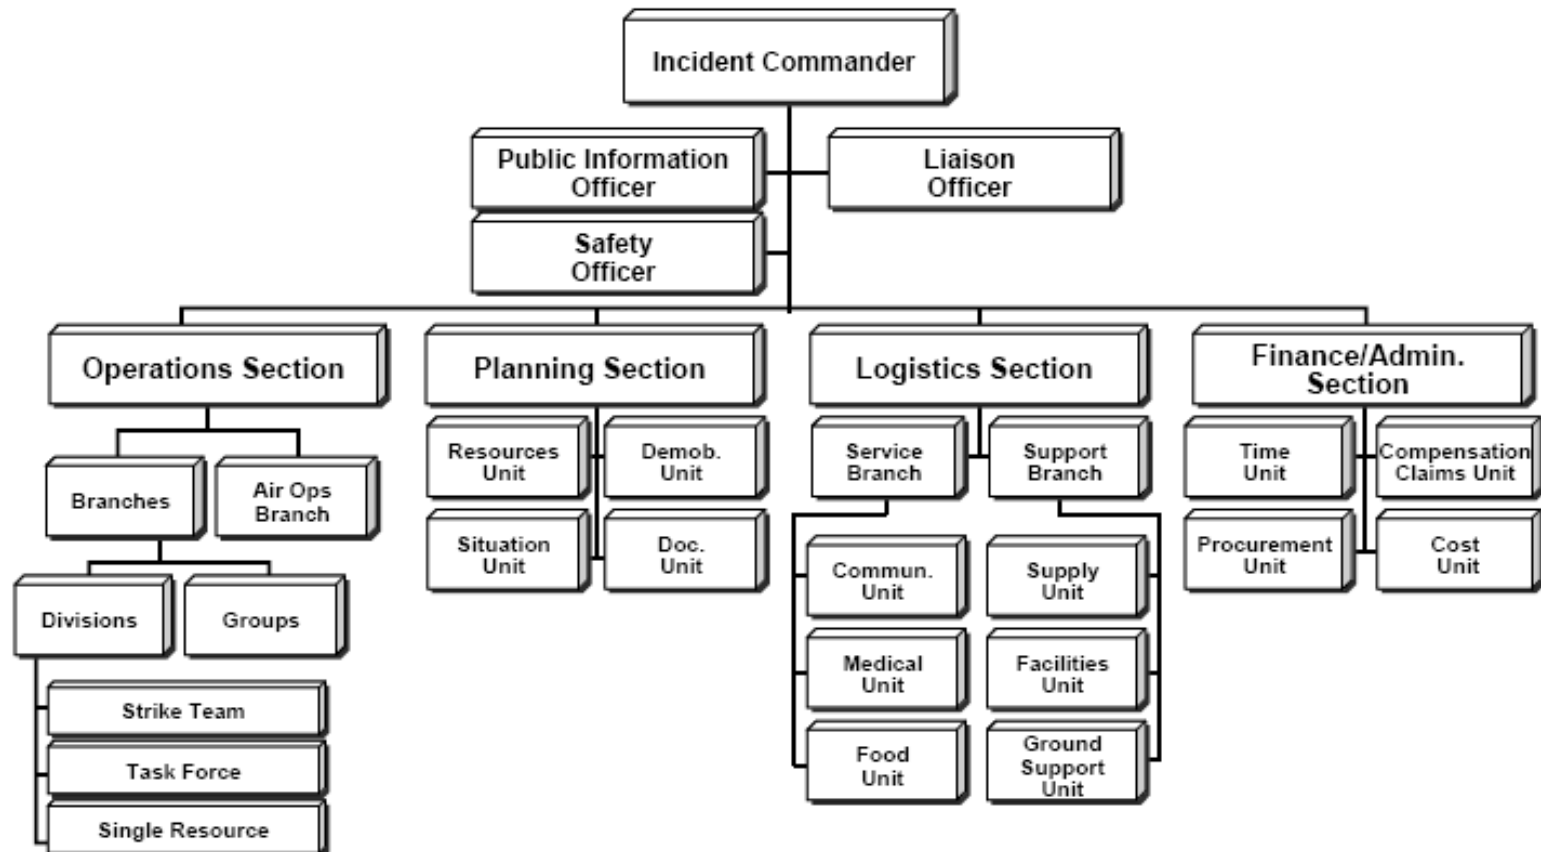 Incident Commander
Public Information
Officer
Liaison
Officer
Safety
Officer
Operations Section
Planning Section
Logistics Section
Finance/Admin.
Section
Branches
Air Ops
Branch
Divisions
Groups
Strike Team
Task Force
Single Resource
Resources
Unit
Demob.
Unit
Situation
Unit
Doc.
Unit
Service
Branch
Support
Branch
Commun.
Unit
Supply
Unit
Medical
Unit
Facilities
Unit
Food
Unit
Ground
Support
Unit
Time
Unit
Compensation
Claims Unit
Procurement
Unit
Cost
Unit